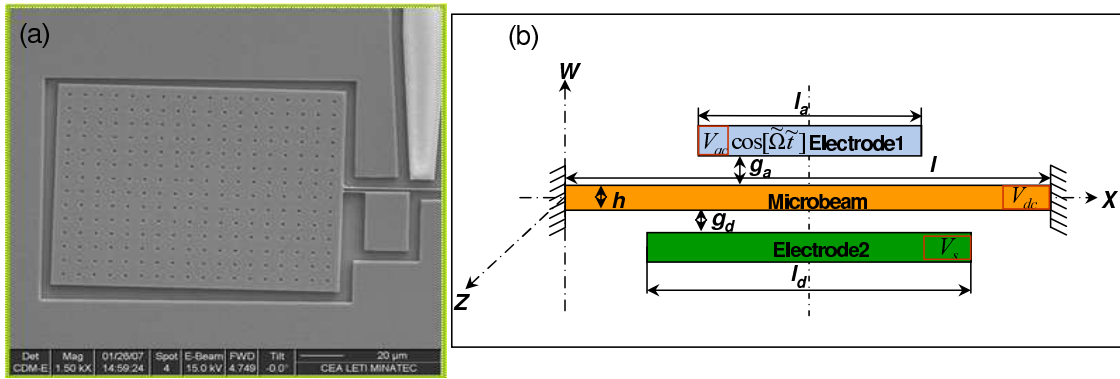 (a)
Det Mag 01/26/07 Spot E-Beam FWD Tilt 20 µm
CDM-E 1.50 kX 14:59:24 4 15.0 kV 4.749 -0.0° CEA LETI MINATEC
(b)
W
l_a
V_ac cos[Ω̃t̃] Electrode1
g_a
l
h
Microbeam
V_dc
X
g_d
Electrode2
V_s
Z
l_d